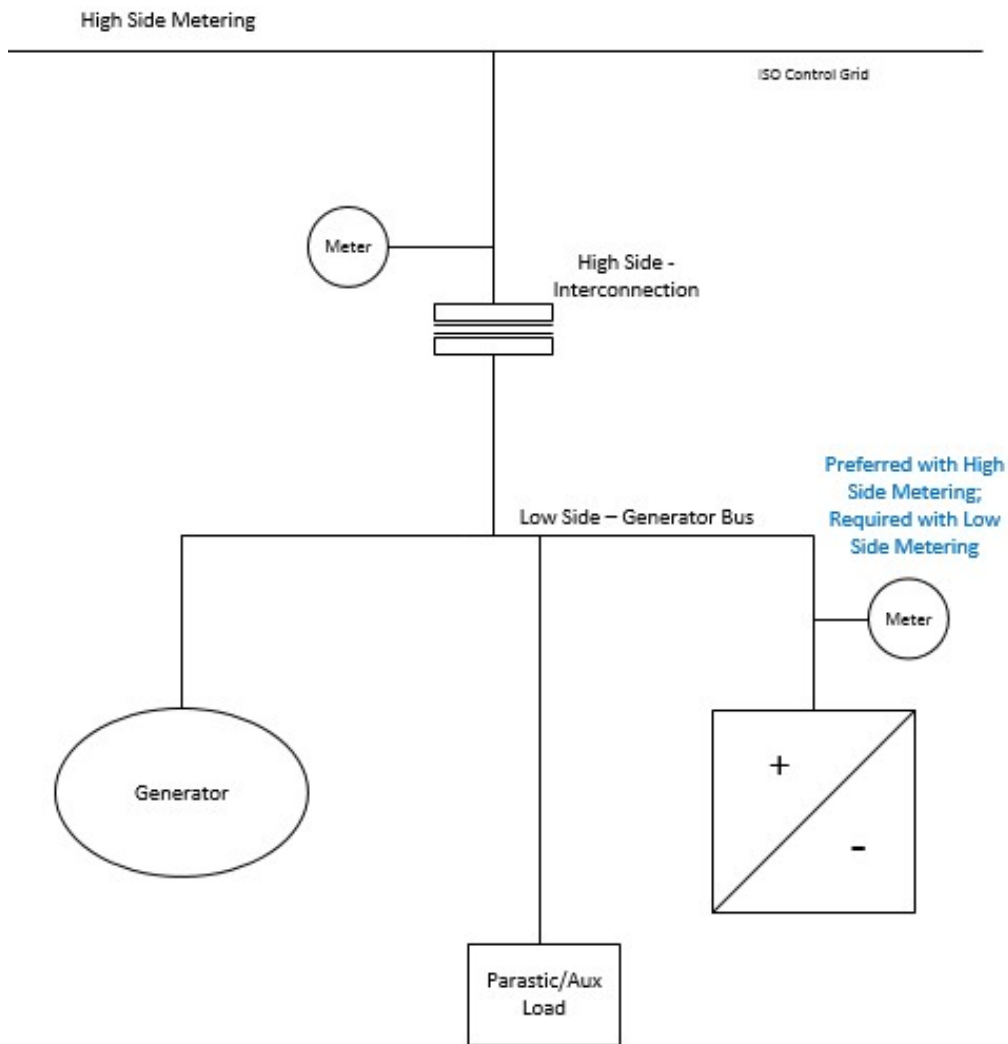 High Side Metering
ISO Control Grid
Meter
High Side -
Interconnection
Preferred with High
Side Metering;
Required with Low
Side Metering
Low Side – Generator Bus
Meter
Generator
+
-
Parastic/Aux
Load